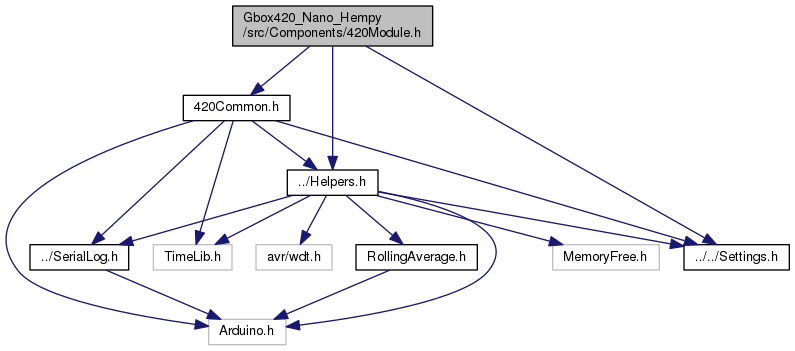 Gbox420_Nano_Hempy
/src/Components/420Module.h
420Common.h
../Helpers.h
../SerialLog.h
TimeLib.h
avr/wdt.h
RollingAverage.h
MemoryFree.h
../../Settings.h
Arduino.h